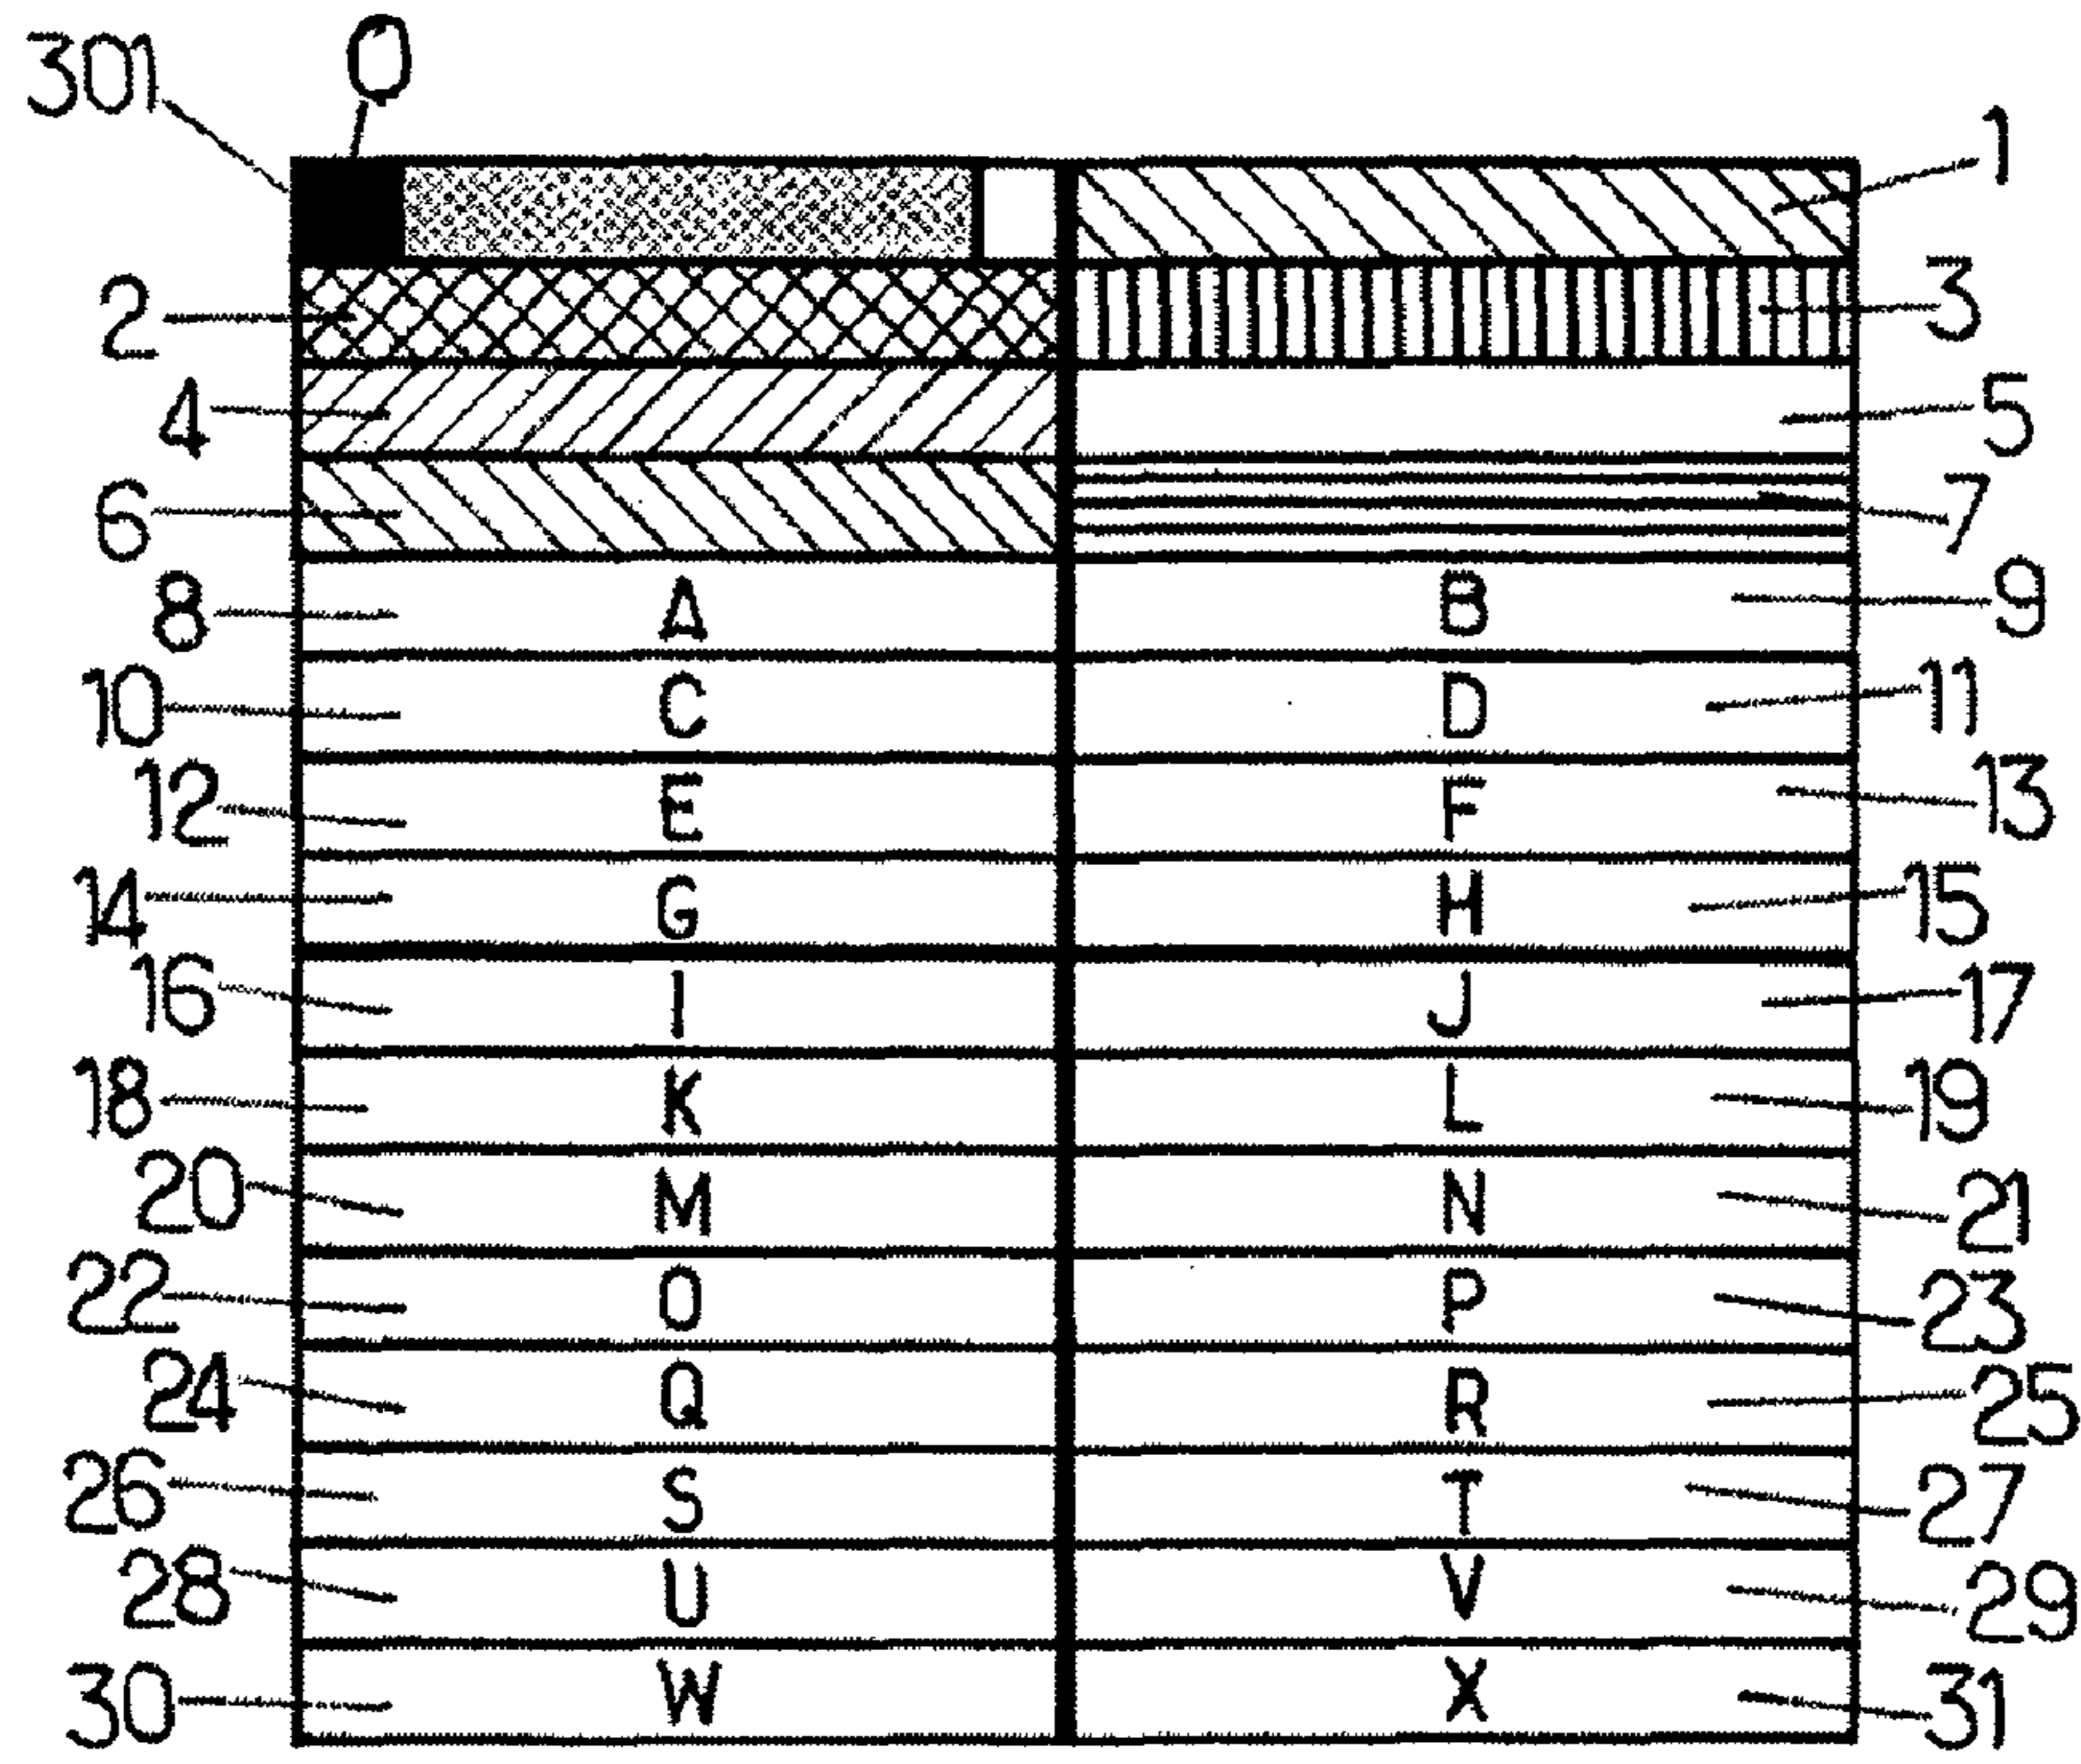 301 0
1
2 3
4 5
6 7
8 A B 9
10 C D 11
12 E F 13
14 G H 15
16 I J 17
18 K L 19
20 M N 21
22 O P 23
24 Q R 25
26 S T 27
28 U V 29
30 W X 31